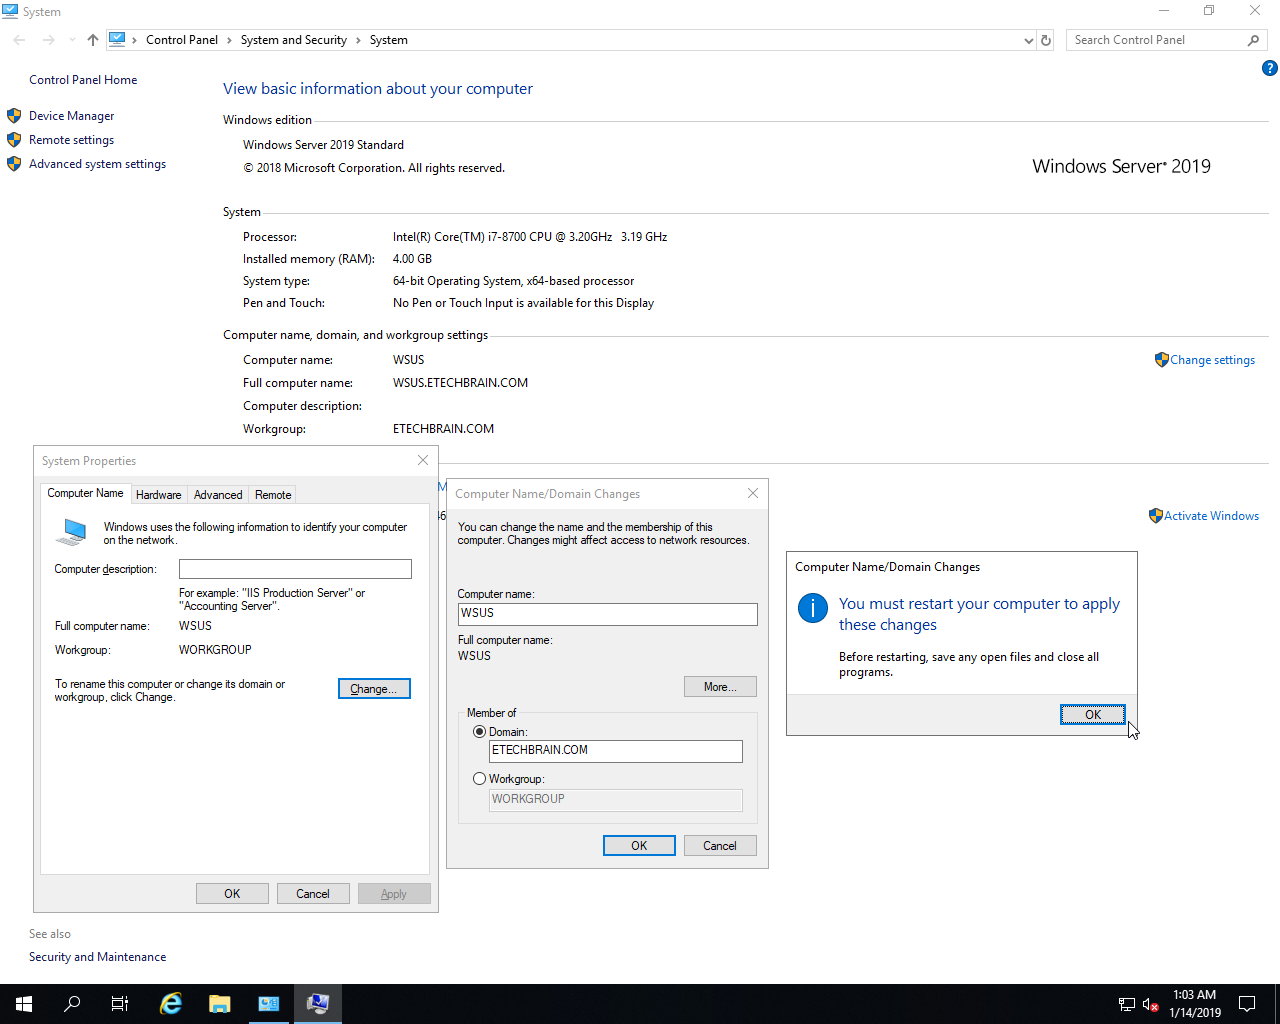 System
Control Panel > System and Security > System
Search Control Panel
Control Panel Home
Device Manager
Remote settings
Advanced system settings
View basic information about your computer
Windows edition
Windows Server 2019 Standard
© 2018 Microsoft Corporation. All rights reserved.
Windows Server® 2019
System
Processor: Intel(R) Core(TM) i7-8700 CPU @ 3.20GHz 3.19 GHz
Installed memory (RAM): 4.00 GB
System type: 64-bit Operating System, x64-based processor
Pen and Touch: No Pen or Touch Input is available for this Display
Computer name, domain, and workgroup settings
Computer name: WSUS
Change settings
Full computer name: WSUS.ETECHBRAIN.COM
Computer description:
Workgroup: ETECHBRAIN.COM
Activate Windows
System Properties
Computer Name Hardware Advanced Remote
Windows uses the following information to identify your computer
on the network.
Computer description:
For example: "IIS Production Server" or
"Accounting Server".
Full computer name: WSUS
Workgroup: WORKGROUP
To rename this computer or change its domain or
workgroup, click Change.
Change...
OK Cancel Apply
Computer Name/Domain Changes
You can change the name and the membership of this
computer. Changes might affect access to network resources.
Computer name:
WSUS
Full computer name:
WSUS
More...
Member of
Domain:
ETECHBRAIN.COM
Workgroup:
WORKGROUP
OK Cancel
Computer Name/Domain Changes
You must restart your computer to apply
these changes
Before restarting, save any open files and close all
programs.
OK
See also
Security and Maintenance
1:03 AM
1/14/2019